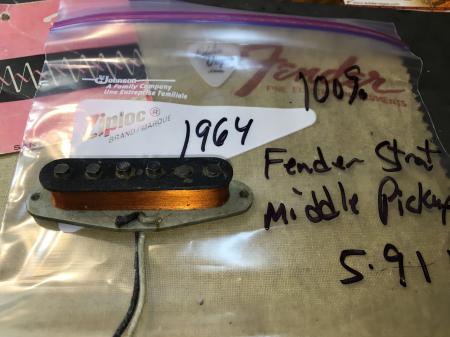 Johnson
A Family Company
Une Entreprise Familiale
Fender
100%
Ziploc®
BRAND/MARQUE
1964
Fender Strat
Middle Pickup
5.91